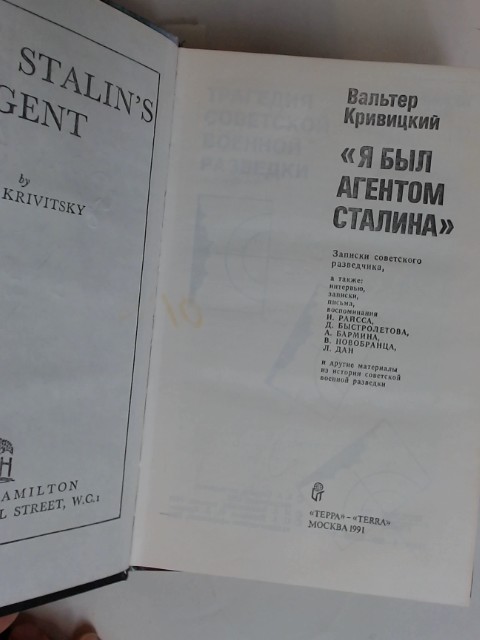 STALIN'S
GENT
by
KRIVITSKY
AMILTON
L STREET, W.C.1
Вальтер
Кривицкий
«Я БЫЛ
АГЕНТОМ
СТАЛИНА»
Записки советского
разведчика,
а также:
интервью,
записки,
письма,
воспоминания
И. РАЙССА,
Д. БЫСТРОЛЕТОВА,
А. БАРМИНА,
В. НОВОБРАНЦА,
Л. ДАН
и другие материалы
из истории советской
военной разведки
«ТЕРРА» – «TERRA»
МОСКВА 1991